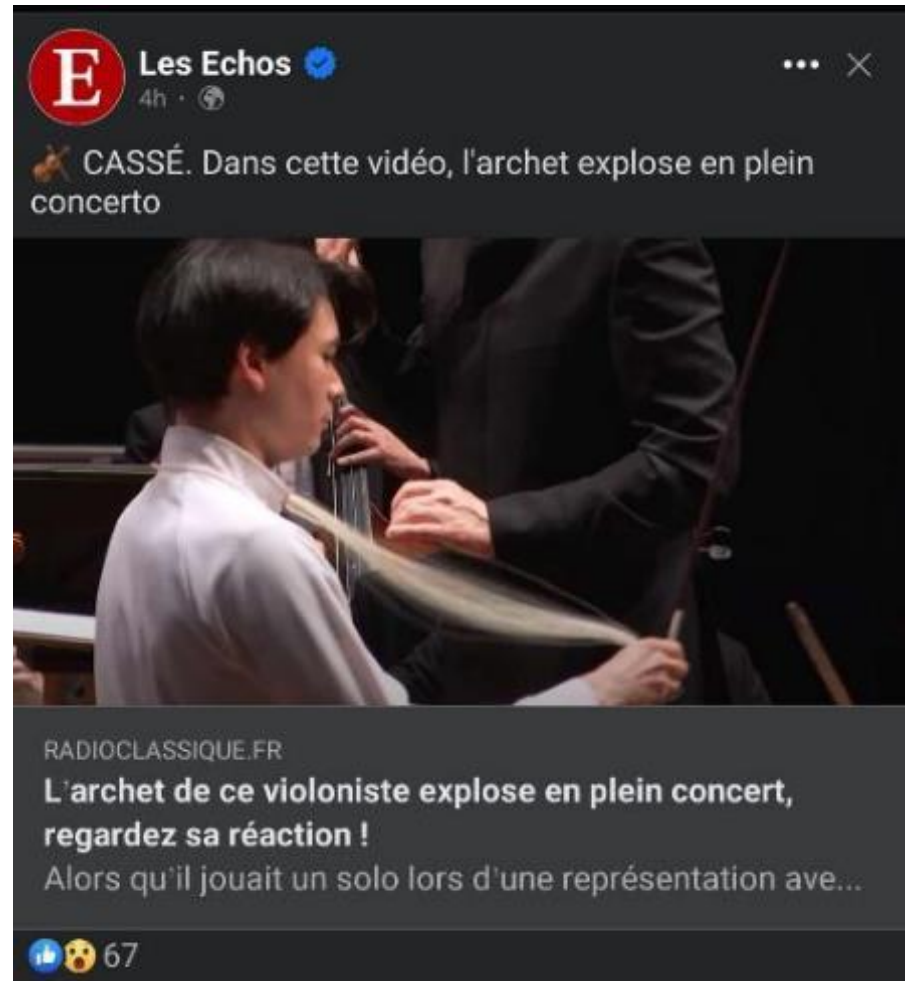 E
Les Echos
4h
CASSÉ. Dans cette vidéo, l'archet explose en plein
concerto
RADIOCLASSIQUE.FR
L'archet de ce violoniste explose en plein concert,
regardez sa réaction !
Alors qu'il jouait un solo lors d'une représentation ave...
67